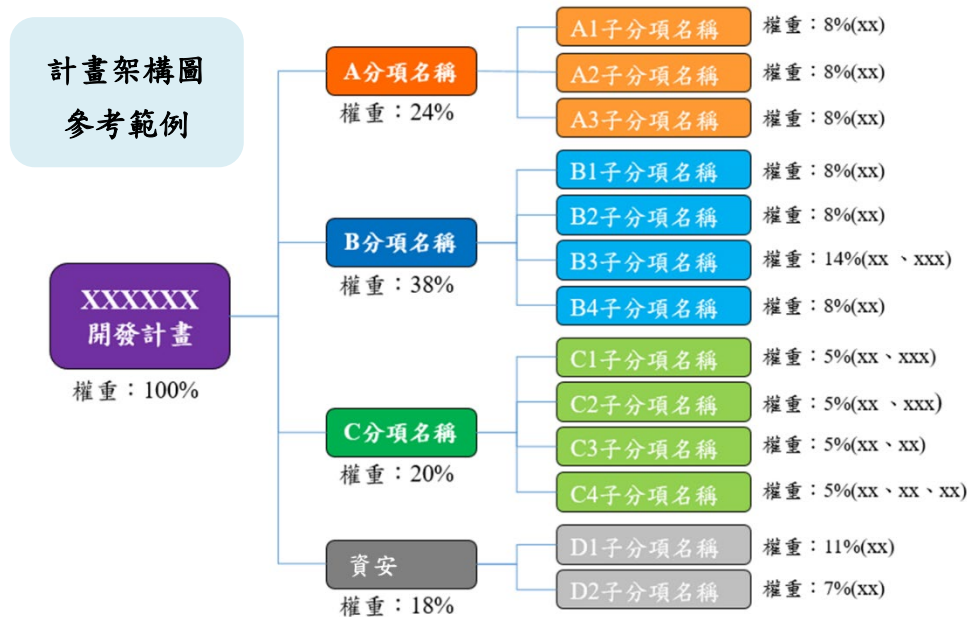 計畫架構圖
參考範例
XXXXXX
開發計畫
權重：100%
A分項名稱
權重：24%
A1子分項名稱 權重：8%(xx)
A2子分項名稱 權重：8%(xx)
A3子分項名稱 權重：8%(xx)
B分項名稱
權重：38%
B1子分項名稱 權重：8%(xx)
B2子分項名稱 權重：8%(xx)
B3子分項名稱 權重：14%(xx 、xxx)
B4子分項名稱 權重：8%(xx)
C分項名稱
權重：20%
C1子分項名稱 權重：5%(xx、xxx)
C2子分項名稱 權重：5%(xx 、xxx)
C3子分項名稱 權重：5%(xx、xx)
C4子分項名稱 權重：5%(xx、xx、xx)
資安
權重：18%
D1子分項名稱 權重：11%(xx)
D2子分項名稱 權重：7%(xx)